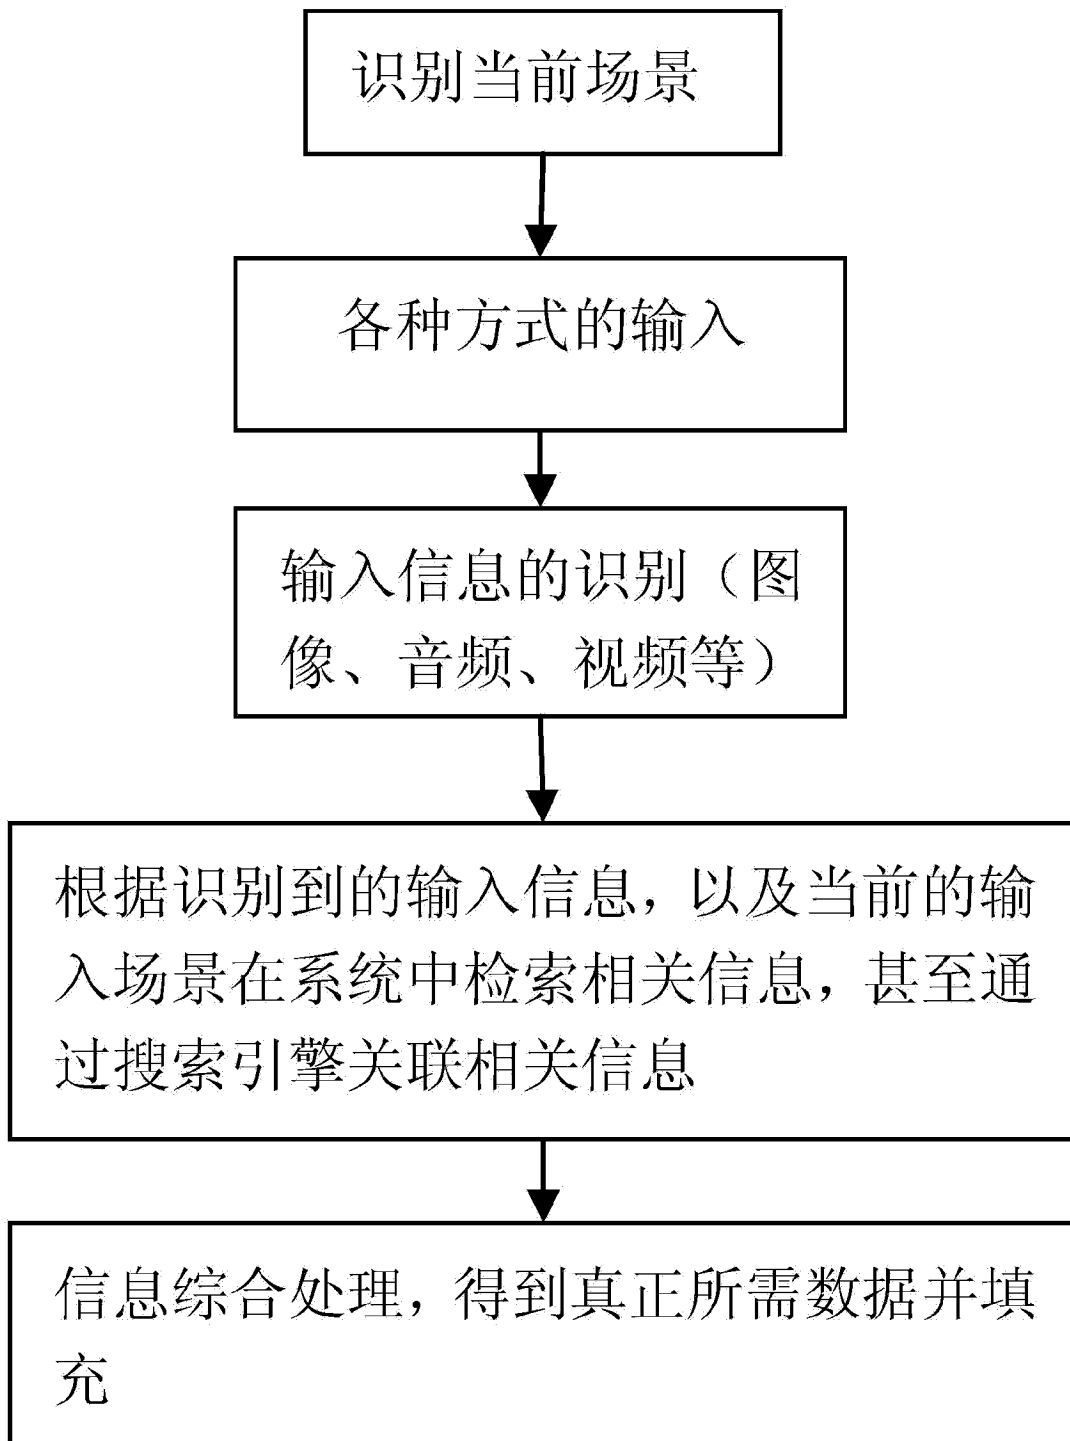 识别当前场景
各种方式的输入
输入信息的识别（图
像、音频、视频等）
根据识别到的输入信息，以及当前的输
入场景在系统中检索相关信息，甚至通
过搜索引擎关联相关信息
信息综合处理，得到真正所需数据并填
充